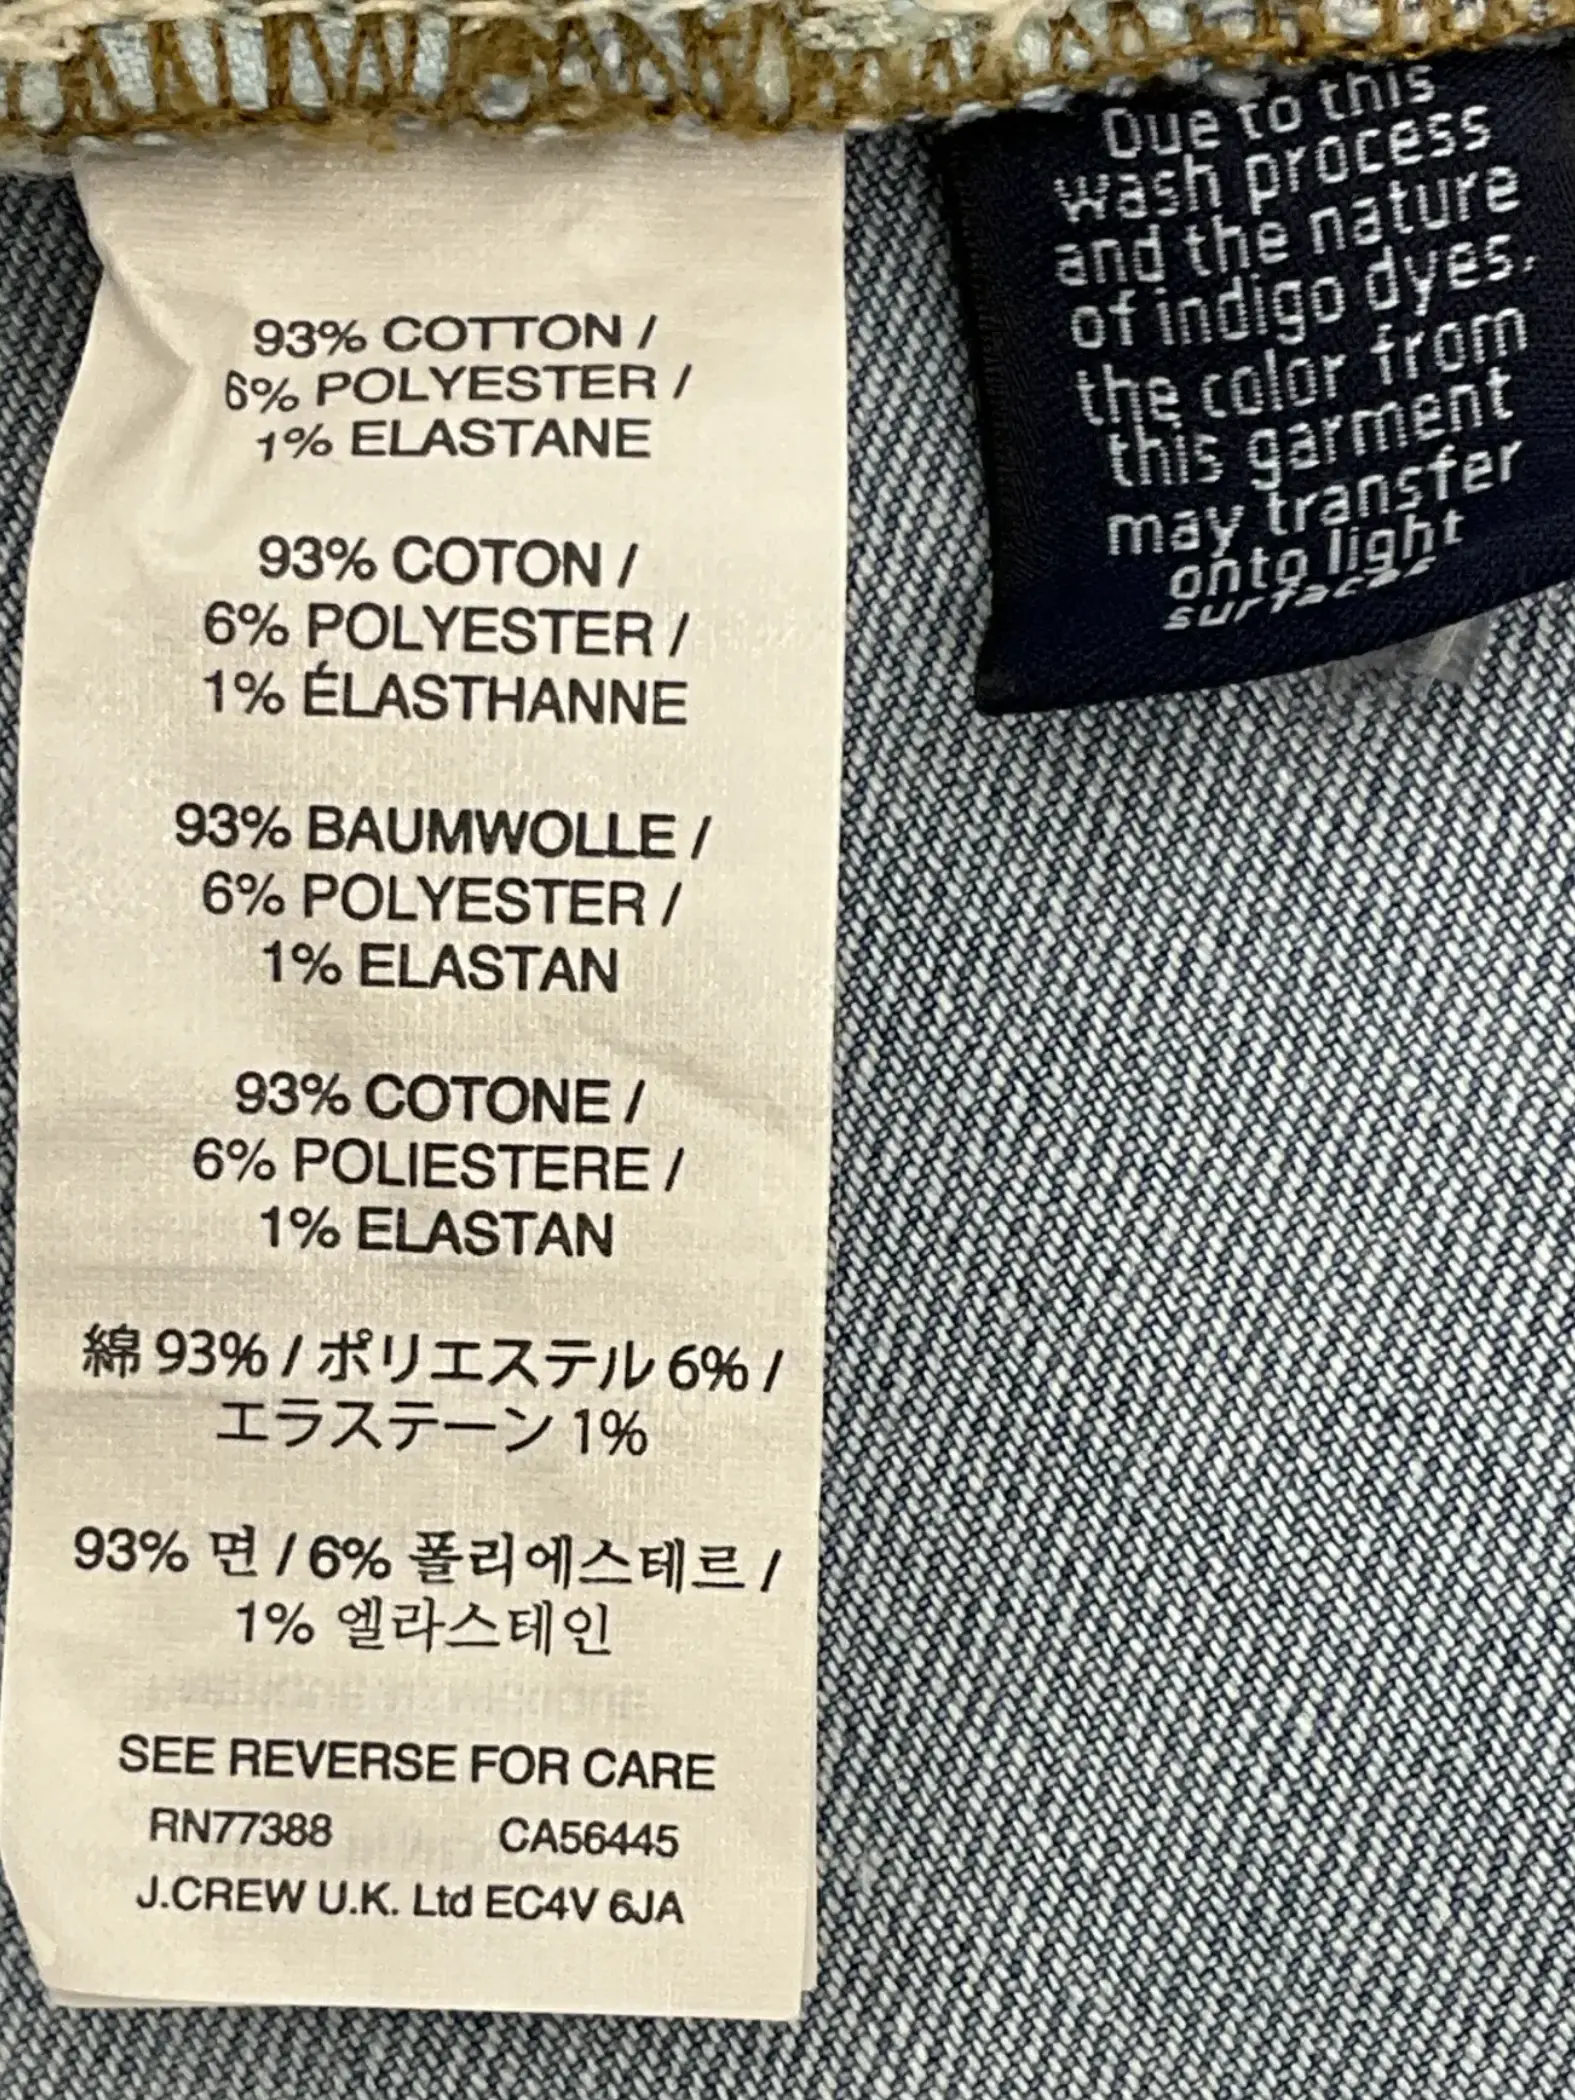 93% COTTON /
6% POLYESTER /
1% ELASTANE
93% COTON /
6% POLYESTER /
1% ÉLASTHANNE
93% BAUMWOLLE /
6% POLYESTER /
1% ELASTAN
93% COTONE /
6% POLIESTERE /
1% ELASTAN
綿 93% / ポリエステル 6% /
エラステーン 1%
93% 면 / 6% 폴리에스테르 /
1% 엘라스테인
SEE REVERSE FOR CARE
RN77388 CA56445
J.CREW U.K. Ltd EC4V 6JA
Due to this
wash process
and the nature
of indigo dyes,
the color from
this garment
may transfer
onto light
surfaces